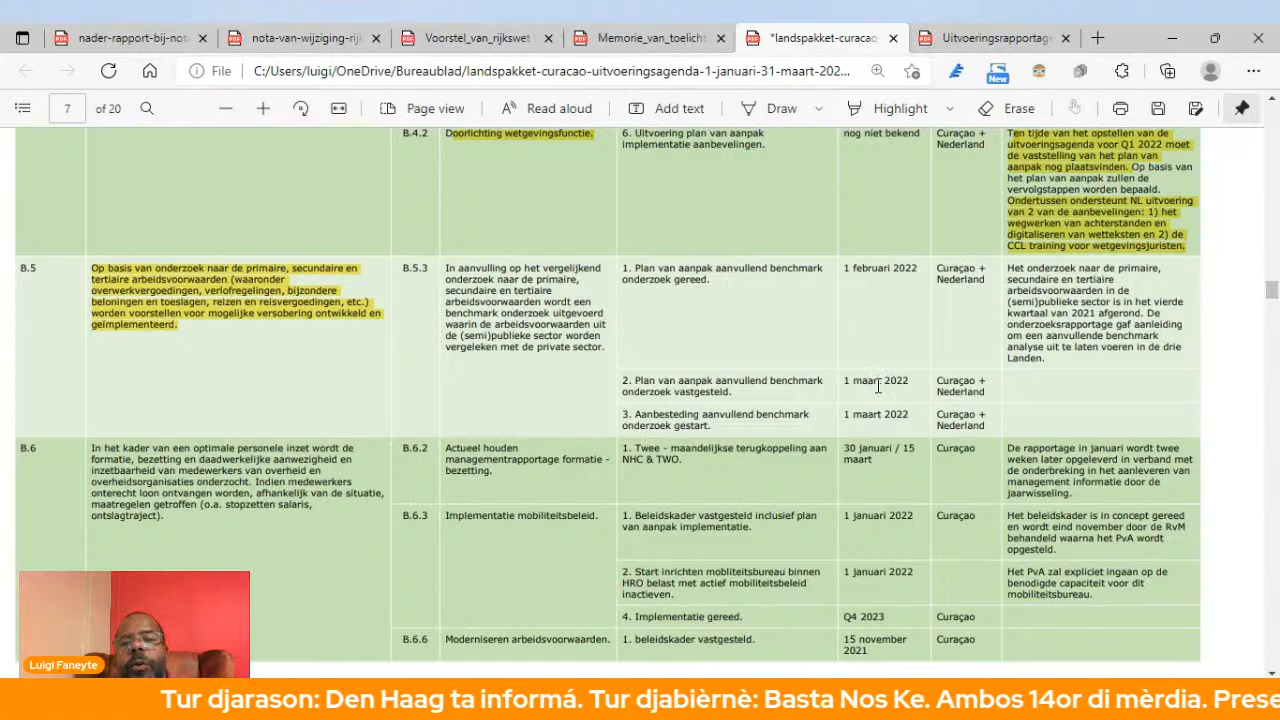 nader-rapport-bij-not
nota-van-wijziging-rij
Voorstel_van_rijkswet
Memorie_van_toelich
*landspakket-curacao
Uitvoeringsrapportage
File
C:/Users/luigi/OneDrive/Bureaublad/landspakket-curacao-uitvoeringsagenda-1-januari-31-maart-202...
New
7 of 20
Page view
Read aloud
Add text
Draw
Highlight
Erase
B.4.2
Doorlichting wetgevingsfunctie.
6. Uitvoering plan van aanpak
implementatie aanbevelingen.
nog niet bekend
Curaçao +
Nederland
Ten tijde van het opstellen van de
uitvoeringsagenda voor Q1 2022 moet
de vaststelling van het plan van
aanpak nog plaatsvinden. Op basis van
het plan van aanpak zullen de
vervolgstappen worden bepaald.
Ondertussen ondersteunt NL uitvoering
van 2 van de aanbevelingen: 1) het
wegwerken van achterstanden en
digitaliseren van wetteksten en 2) de
CCL training voor wetgevingsjuristen.
B.5
Op basis van onderzoek naar de primaire, secundaire en
tertiaire arbeidsvoorwaarden (waaronder
overwerkvergoedingen, verlofregelingen, bijzondere
beloningen en toeslagen, reizen en reisvergoedingen, etc.)
worden voorstellen voor mogelijke versobering ontwikkeld en
geïmplementeerd.
B.5.3
In aanvulling op het vergelijkend
onderzoek naar de primaire,
secundaire en tertiaire
arbeidsvoorwaarden wordt een
benchmark onderzoek uitgevoerd
waarin de arbeidsvoorwaarden uit
de (semi)publieke sector worden
vergeleken met de private sector.
1. Plan van aanpak aanvullend benchmark
onderzoek gereed.
1 februari 2022
Curaçao +
Nederland
Het onderzoek naar de primaire,
secundaire en tertiaire
arbeidsvoorwaarden in de
(semi)publieke sector is in het vierde
kwartaal van 2021 afgerond. De
onderzoeksrapportage gaf aanleiding
om een aanvullende benchmark
analyse uit te laten voeren in de drie
Landen.
2. Plan van aanpak aanvullend benchmark
onderzoek vastgesteld.
1 maart 2022
Curaçao +
Nederland
3. Aanbesteding aanvullend benchmark
onderzoek gestart.
1 maart 2022
Curaçao +
Nederland
B.6
In het kader van een optimale personele inzet wordt de
formatie, bezetting en daadwerkelijke aanwezigheid en
inzetbaarheid van medewerkers van overheid en
overheidsorganisaties onderzocht. Indien medewerkers
onterecht loon ontvangen worden, afhankelijk van de situatie,
maatregelen getroffen (o.a. stopzetten salaris,
ontslagtraject).
B.6.2
Actueel houden
managementrapportage formatie -
bezetting.
1. Twee - maandelijkse terugkoppeling aan
NHC & TWO.
30 januari / 15
maart
Curaçao
De rapportage in januari wordt twee
weken later opgeleverd in verband met
de onderbreking in het aanleveren van
management informatie door de
jaarwisseling.
B.6.3
Implementatie mobiliteitsbeleid.
1. Beleidskader vastgesteld inclusief plan
van aanpak implementatie.
1 januari 2022
Curaçao
Het beleidskader is in concept gereed
en wordt eind november door de RvM
behandeld waarna het PvA wordt
opgesteld.
2. Start inrichten mobliteitsbureau binnen
HRO belast met actief mobiliteitsbeleid
inactieven.
1 januari 2022
Curaçao
Het PvA zal expliciet ingaan op de
benodigde capaciteit voor dit
mobiliteitsbureau.
4. Implementatie gereed.
Q4 2023
Curaçao
B.6.6
Moderniseren arbeidsvoorwaarden.
1. beleidskader vastgesteld.
15 november
2021
Curaçao
Luigi Faneyte
Tur djarason: Den Haag ta informá. Tur djabièrnè: Basta Nos Ke. Ambos 14or di mèrdia. Prese